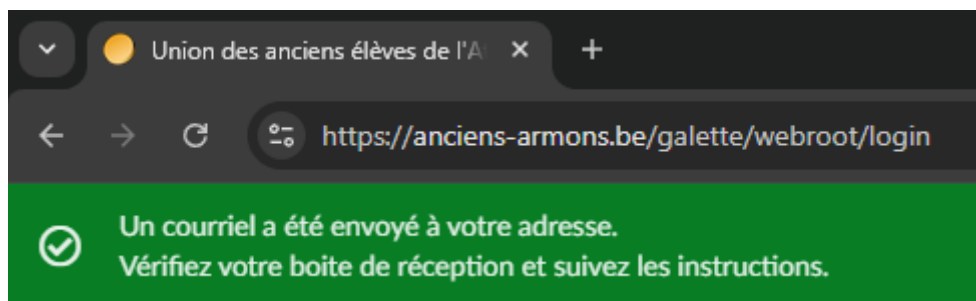 Union des anciens élèves de l'A
https://anciens-armons.be/galette/webroot/login
Un courriel a été envoyé à votre adresse.
Vérifiez votre boite de réception et suivez les instructions.